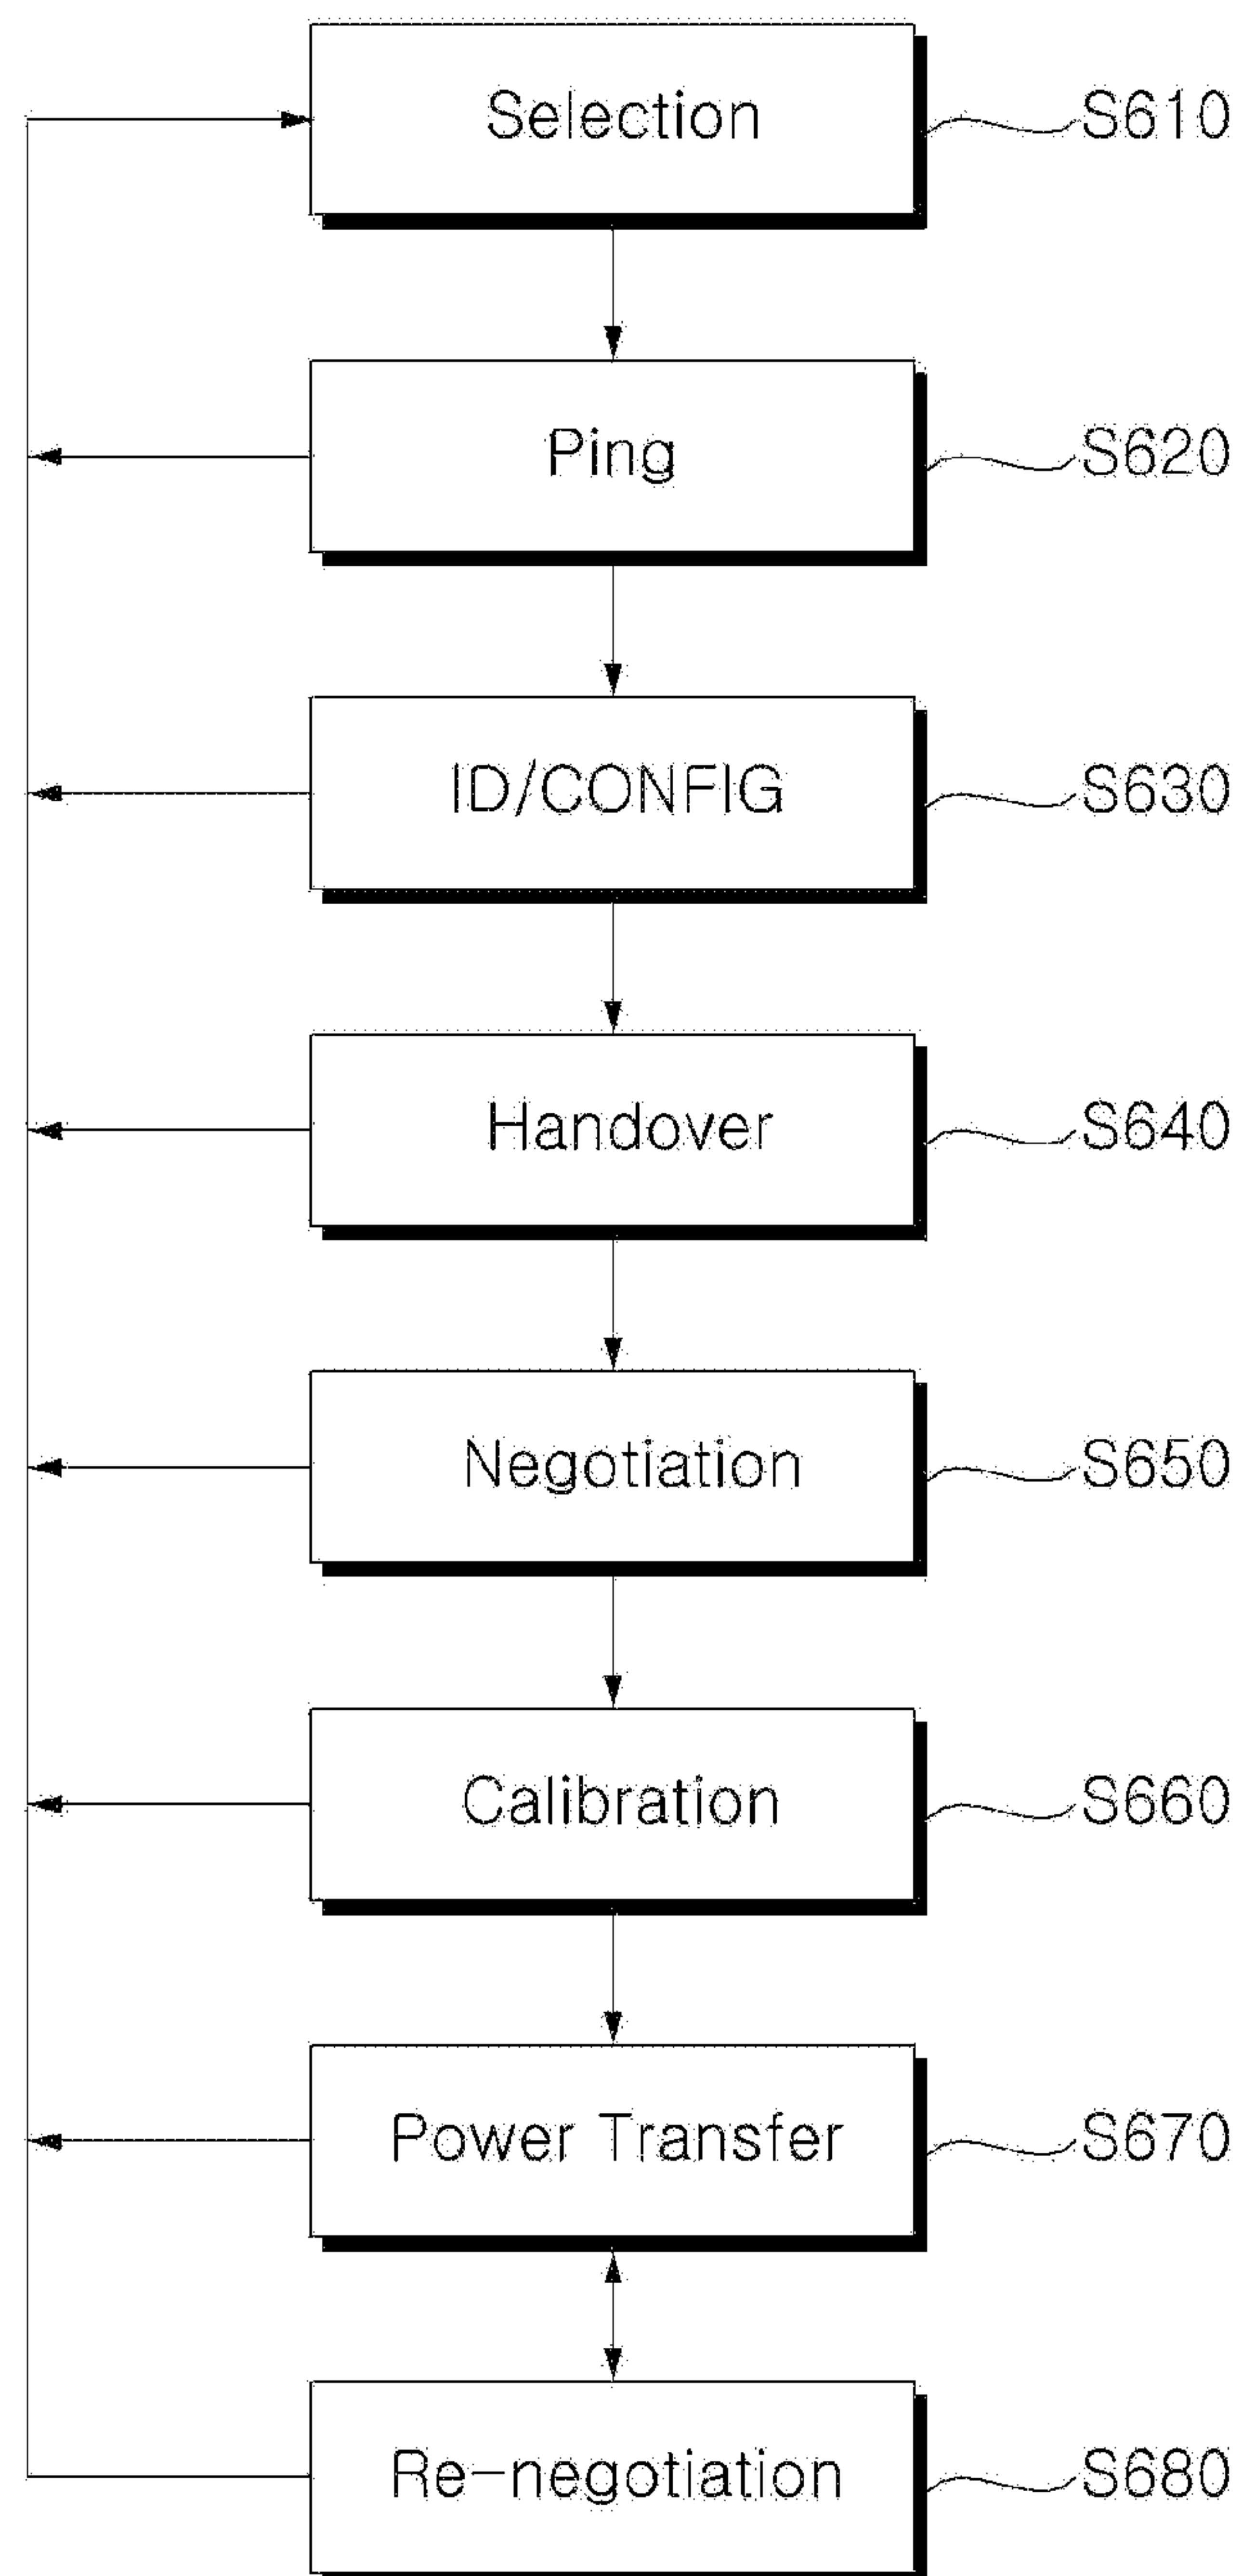 Selection S610
Ping S620
ID/CONFIG S630
Handover S640
Negotiation S650
Calibration S660
Power Transfer S670
Re-negotiation S680